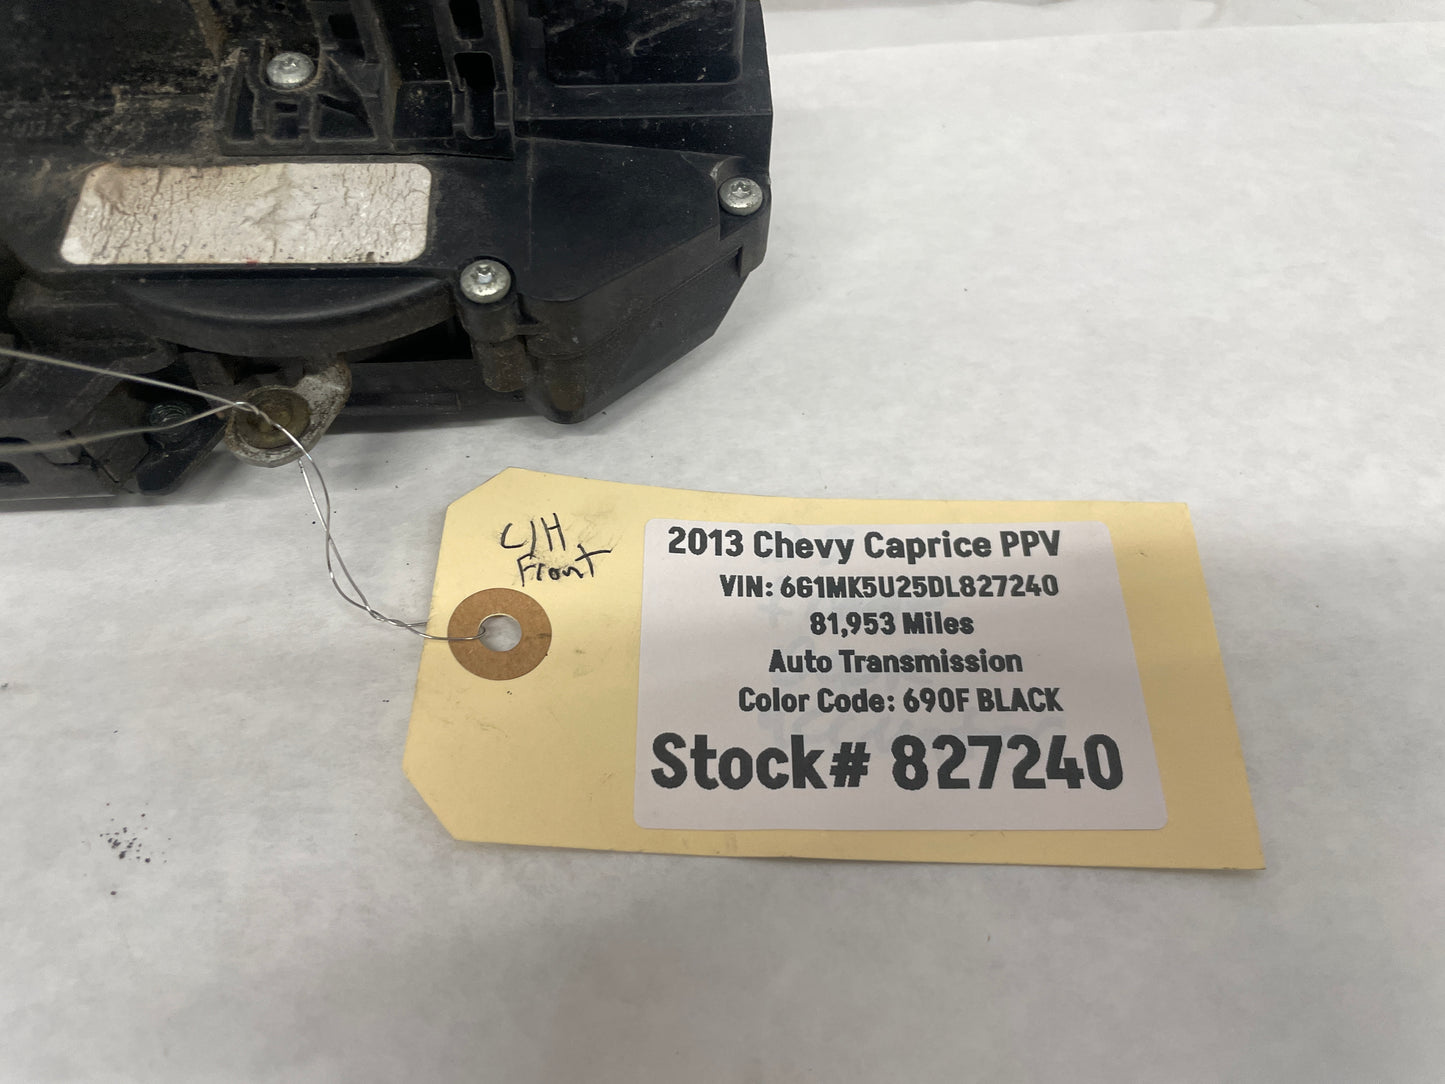 L/H
Front
2013 Chevy Caprice PPV
VIN: 6G1MK5U25DL827240
81,953 Miles
Auto Transmission
Color Code: 690F BLACK
Stock# 827240